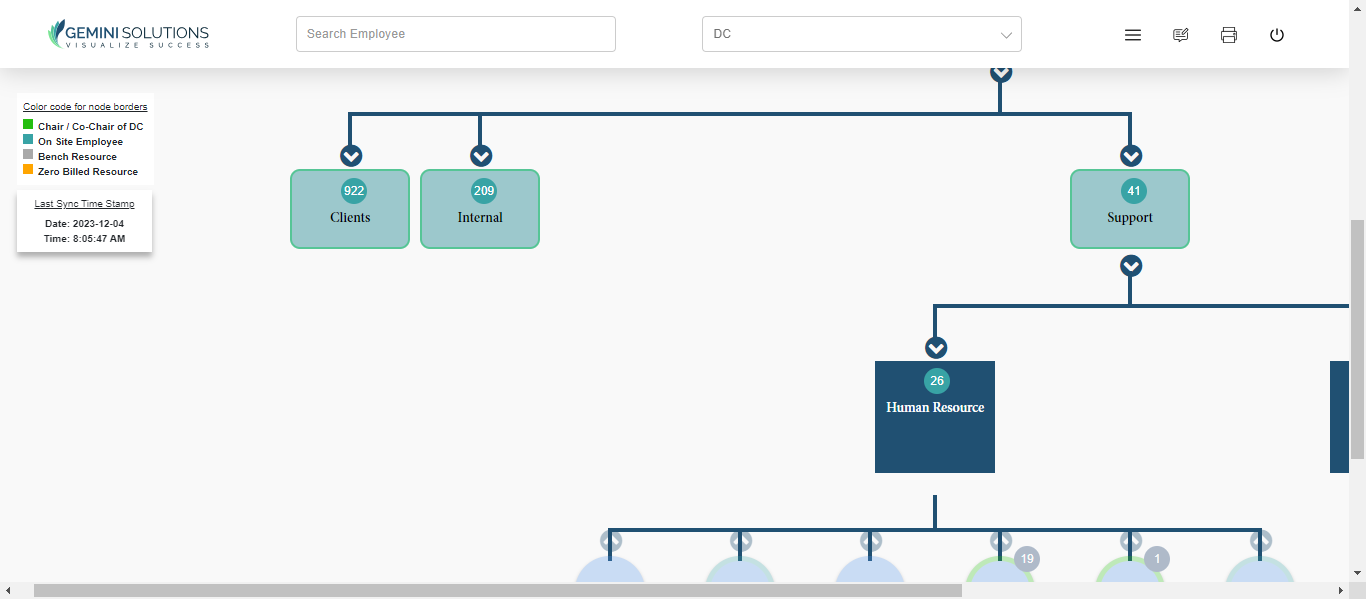 GEMINI SOLUTIONS
VISUALIZE SUCCESS
Search Employee
DC
Color code for node borders
Chair / Co-Chair of DC
On Site Employee
Bench Resource
Zero Billed Resource
Last Sync Time Stamp
Date: 2023-12-04
Time: 8:05:47 AM
922
Clients
209
Internal
41
Support
26
Human Resource
19
1